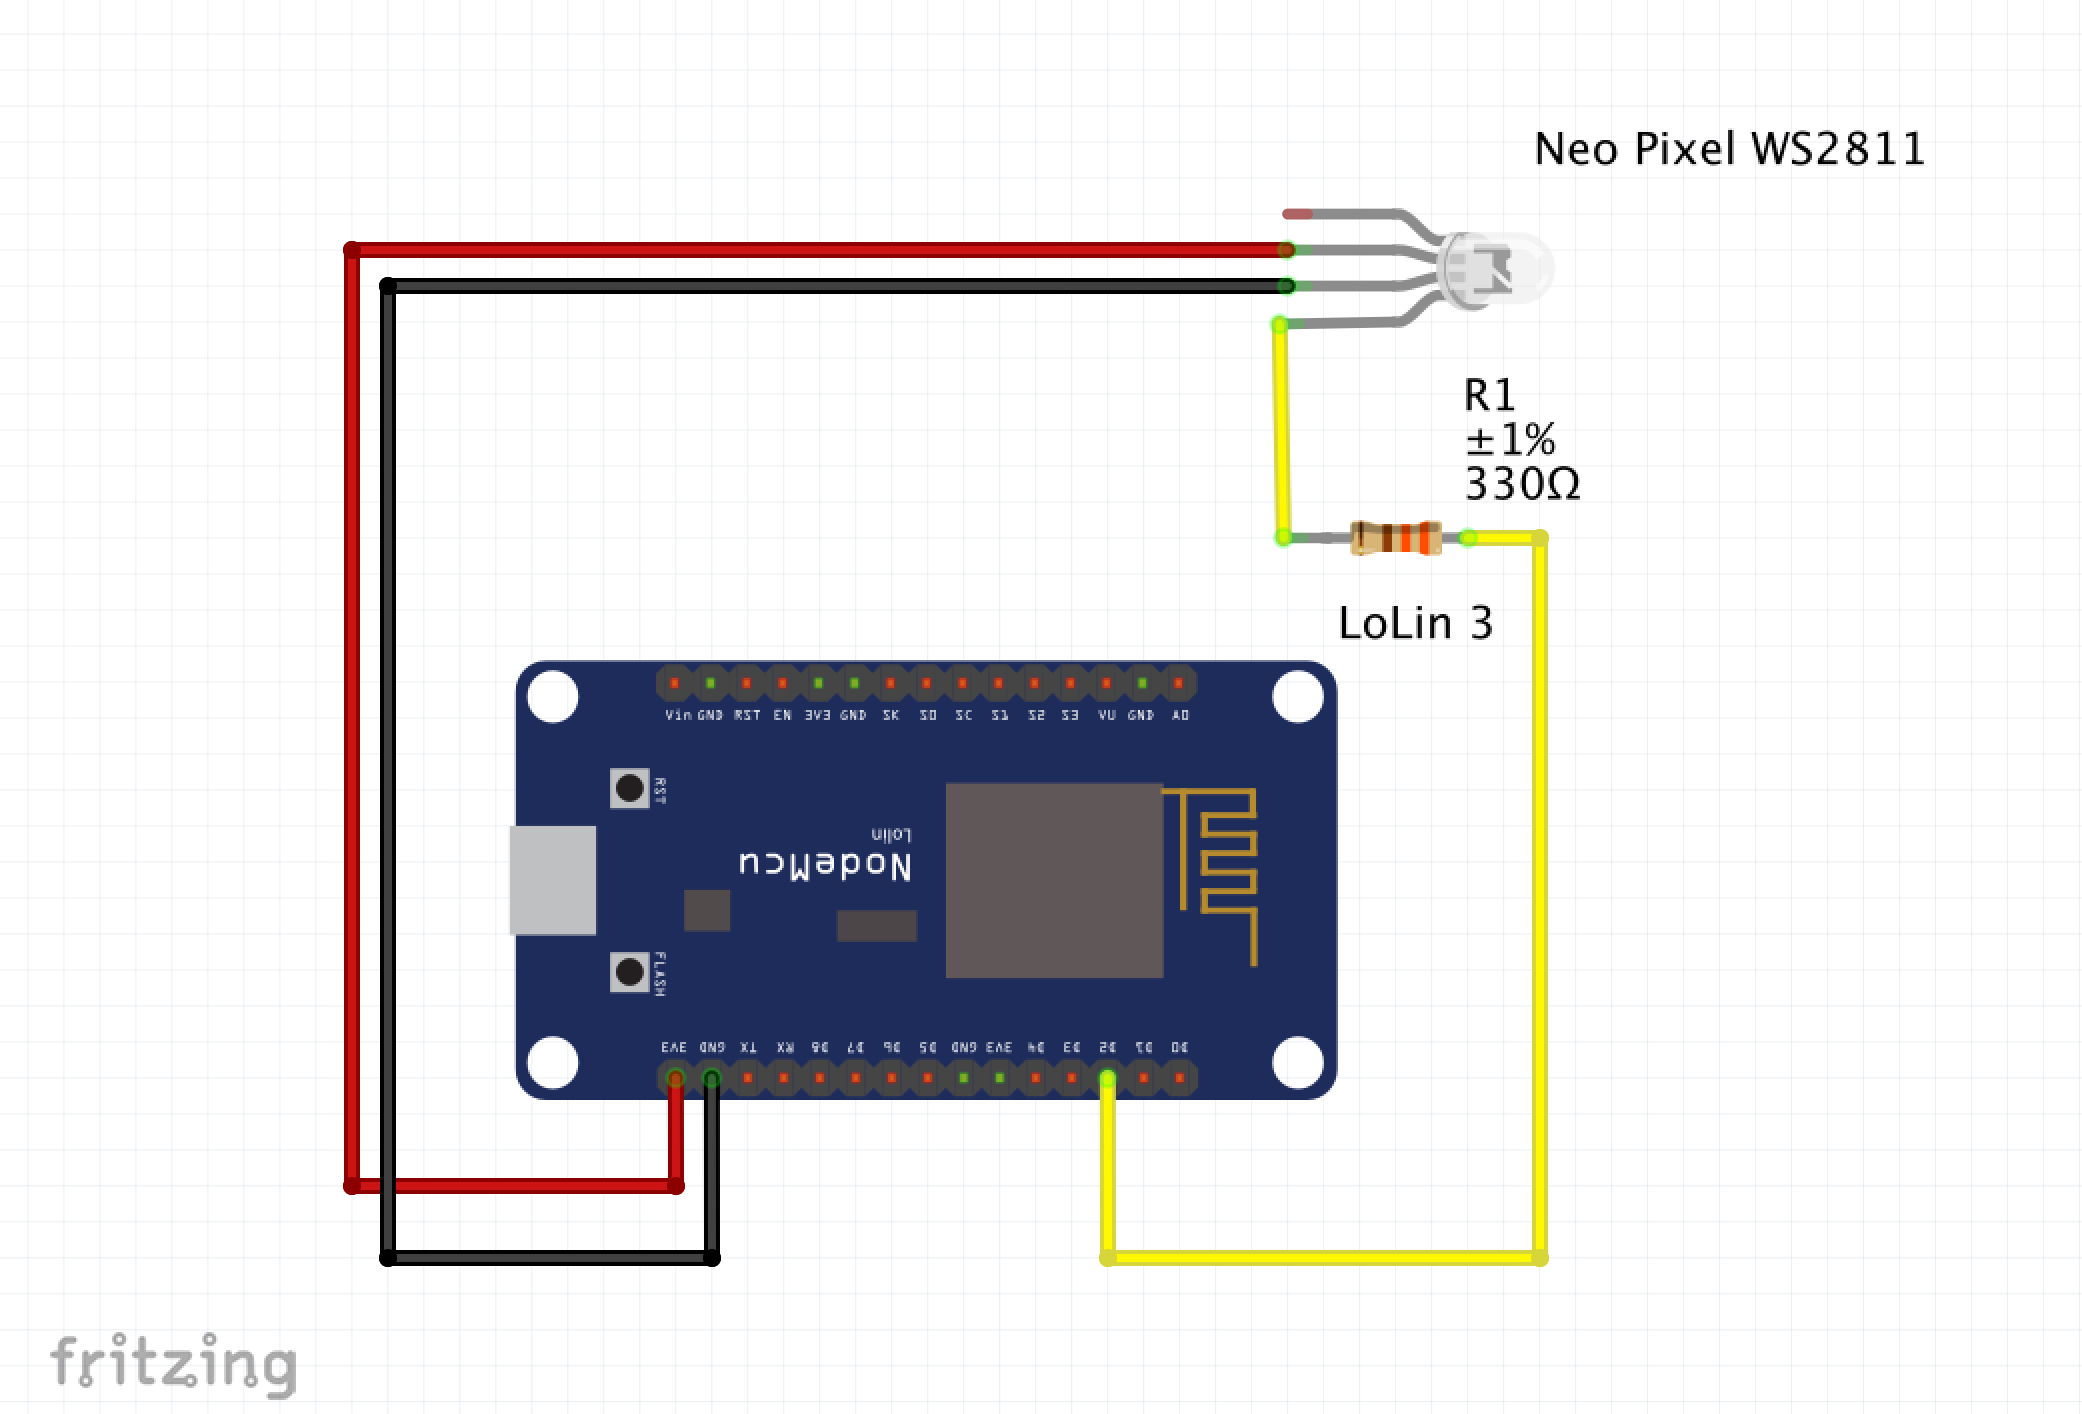 Neo Pixel WS2811
R1
±1%
330Ω
LoLin 3
Vin GND RST EN 3V3 GND SK SO SC S1 S2 S3 VU GND A0
RST
Lolin
NodeMcu
FLASH
3V3 GND TX RX D8 D7 D6 D5 GND 3V3 D4 D3 D2 D1 D0
fritzing